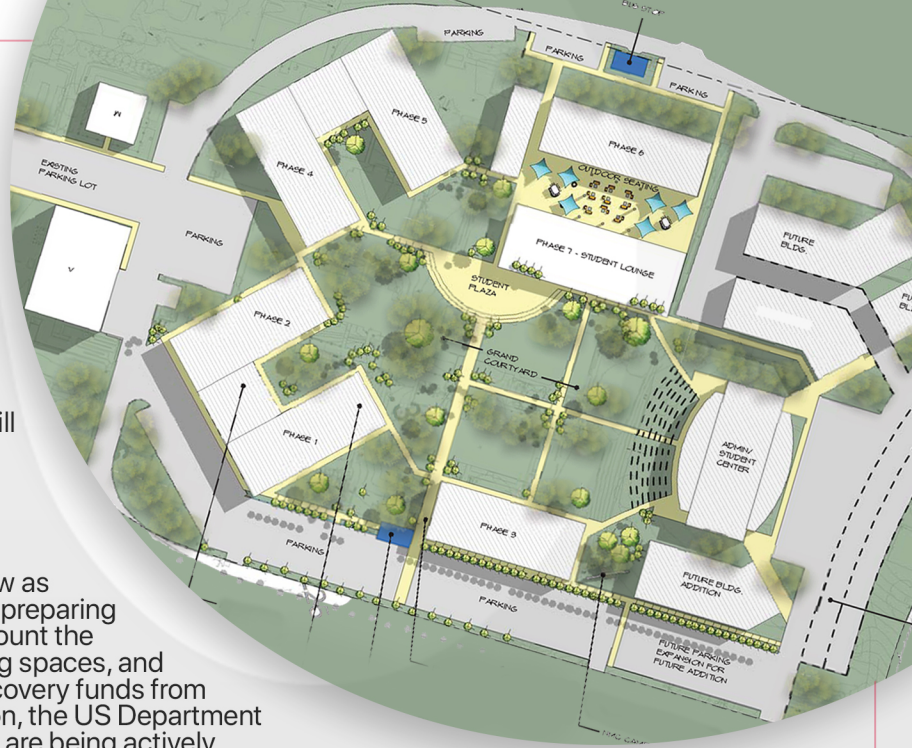 PARKING
PARKING
PARKING
PHASE 5
PHASE 4
PHASE 6
OUTDOOR SEATING
EXISTING
PARKING LOT
PARKING
PHASE 7 - STUDENT LOUNGE
FUTURE
BLDG.
STUDENT
PLAZA
V
PHASE 2
GRAND
COURTYARD
PHASE 1
ADMIN/
STUDENT
CENTER
PHASE 3
PARKING
PARKING
FUTURE BLDG.
ADDITION
FUTURE PARKING
EXPANSION FOR
FUTURE ADDITION
ill
w as
preparing
ount the
g spaces, and
covery funds from
on, the US Department
are being actively